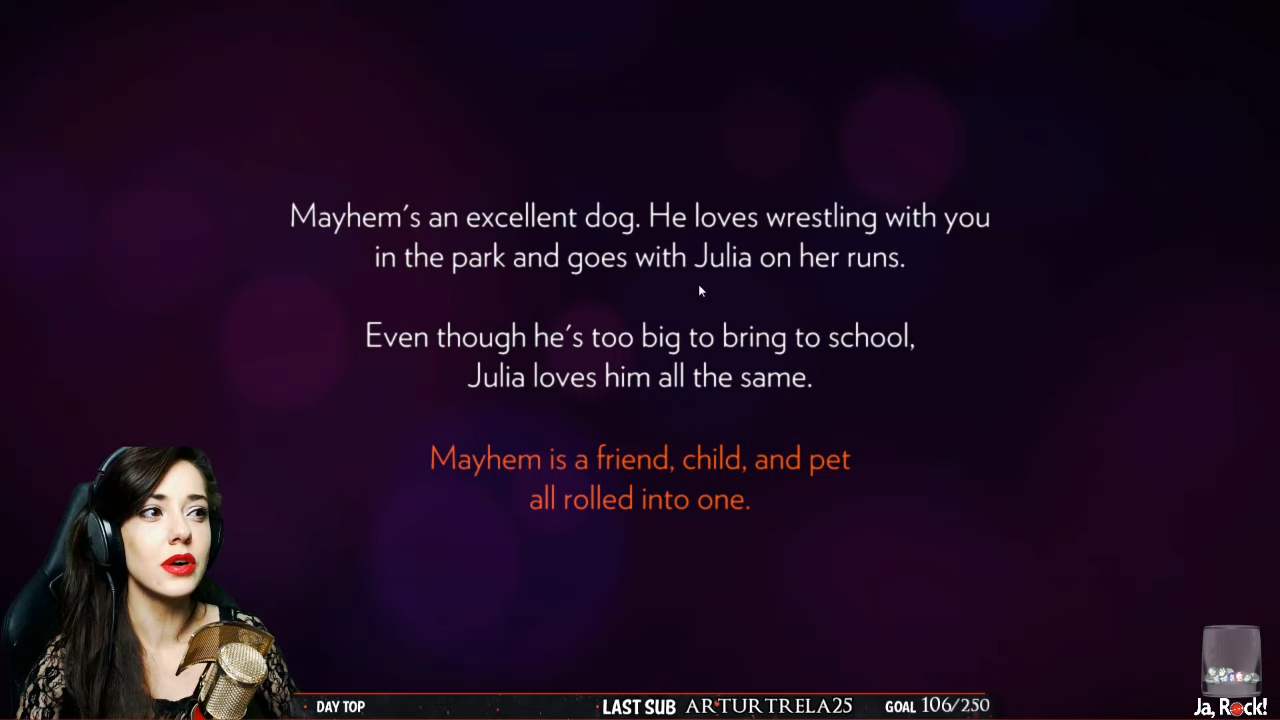 Mayhem's an excellent dog. He loves wrestling with you
in the park and goes with Julia on her runs.
Even though he's too big to bring to school,
Julia loves him all the same.
Mayhem is a friend, child, and pet
all rolled into one.
DAY TOP LAST SUB ARTUR TRELA25 GOAL 106/250
Ja, Rock!